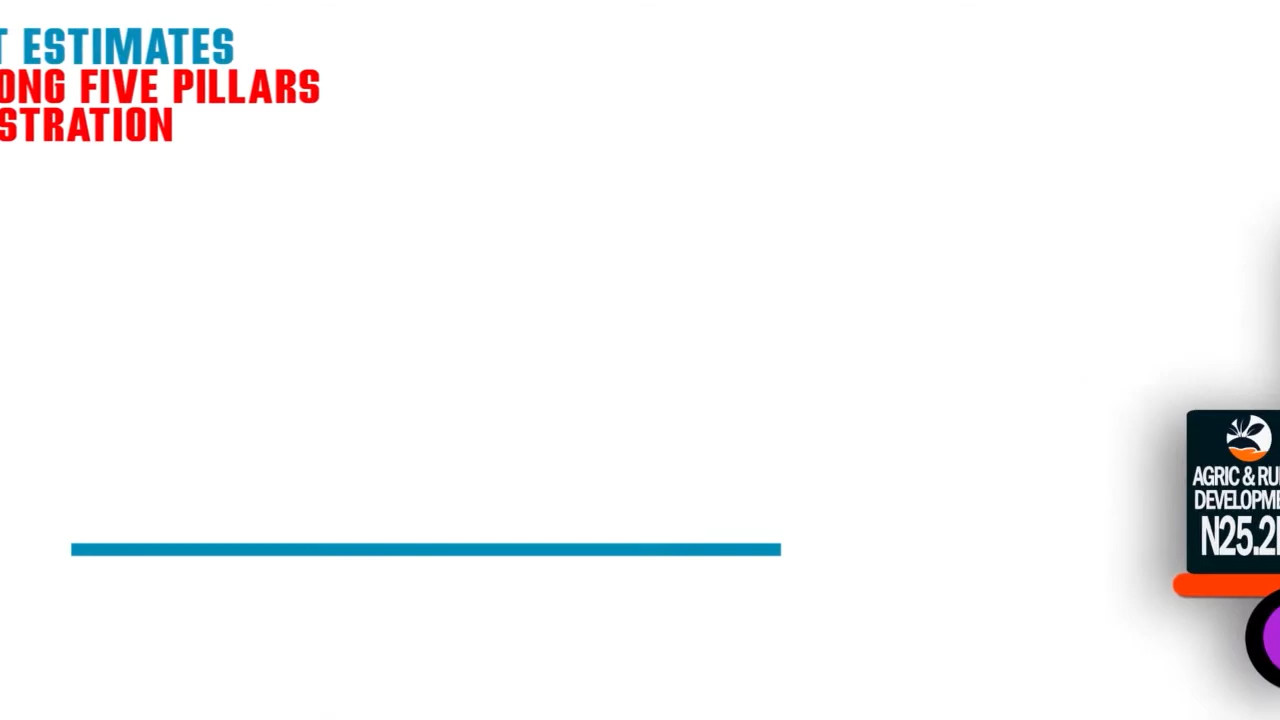 T ESTIMATES
ONG FIVE PILLARS
STRATION
AGRIC & RU
DEVELOPME
N25.2